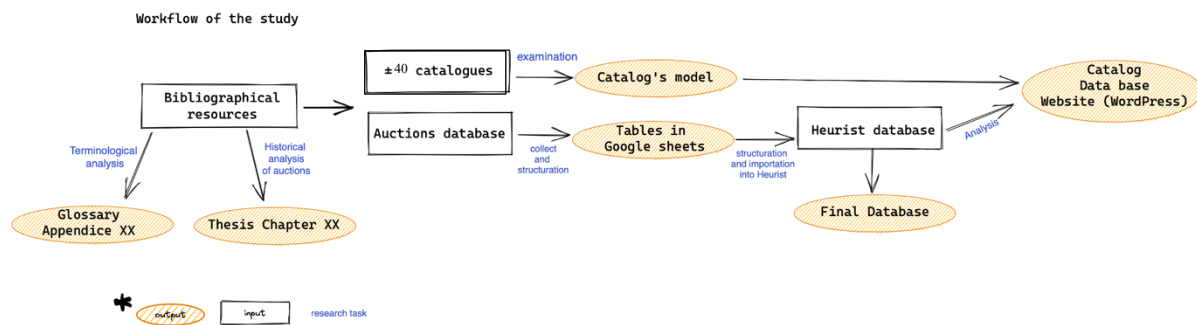 Workflow of the study
±40 catalogues
examination
Catalog's model
Catalog
Data base
Website (WordPress)
Bibliographical
resources
Auctions database
Tables in
Google sheets
Heurist database
Analysis
Terminological
analysis
Historical
analysis
of auctions
collect
and
structuration
structuration
and importation
into Heurist
Glossary
Appendice XX
Thesis Chapter XX
Final Database
*
output
input
research task